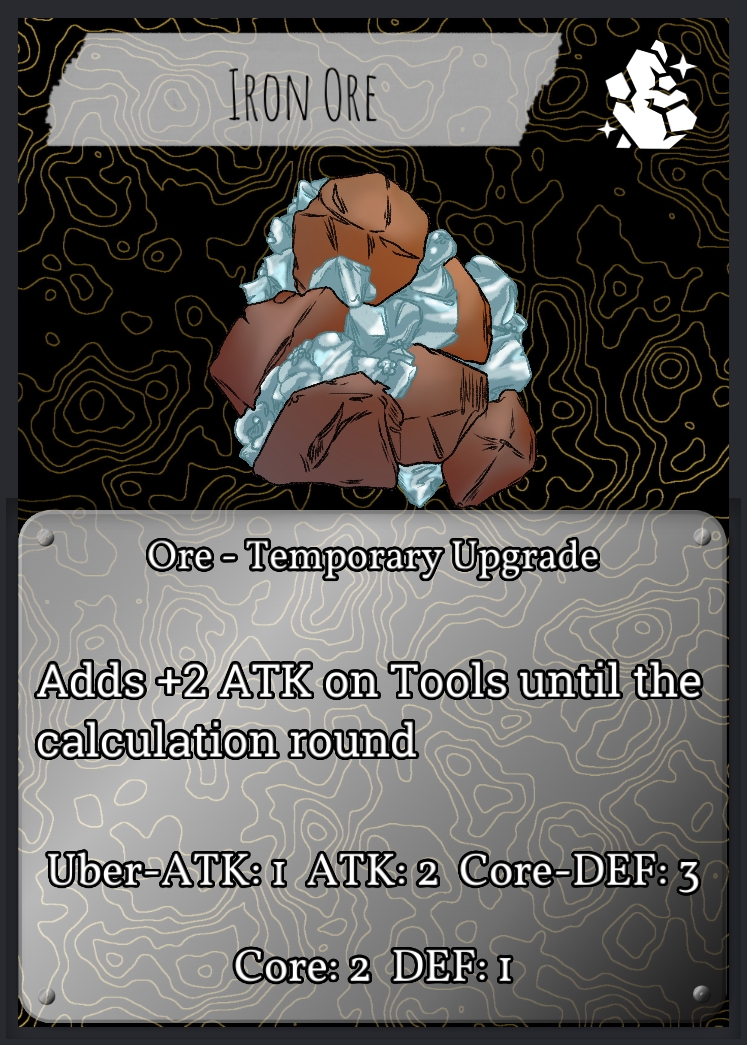 Iron Ore
Ore - Temporary Upgrade
Adds +2 ATK on Tools until the
calculation round
Uber-ATK: 1 ATK: 2 Core-DEF: 3
Core: 2 DEF: 1